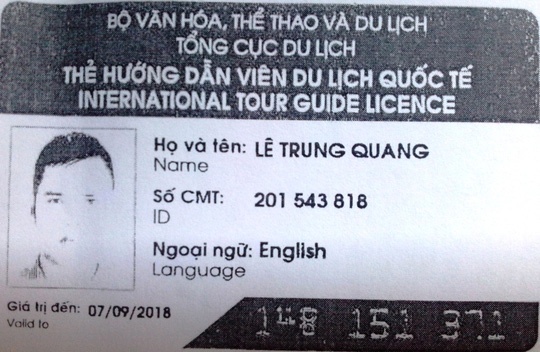 BỘ VĂN HÓA, THỂ THAO VÀ DU LỊCH
TỔNG CỤC DU LỊCH
THẺ HƯỚNG DẪN VIÊN DU LỊCH QUỐC TẾ
INTERNATIONAL TOUR GUIDE LICENCE
Họ và tên: LÊ TRUNG QUANG
Name
Số CMT: 201 543 818
ID
Ngoại ngữ: English
Language
Giá trị đến: 07/09/2018
Valid to
151 371